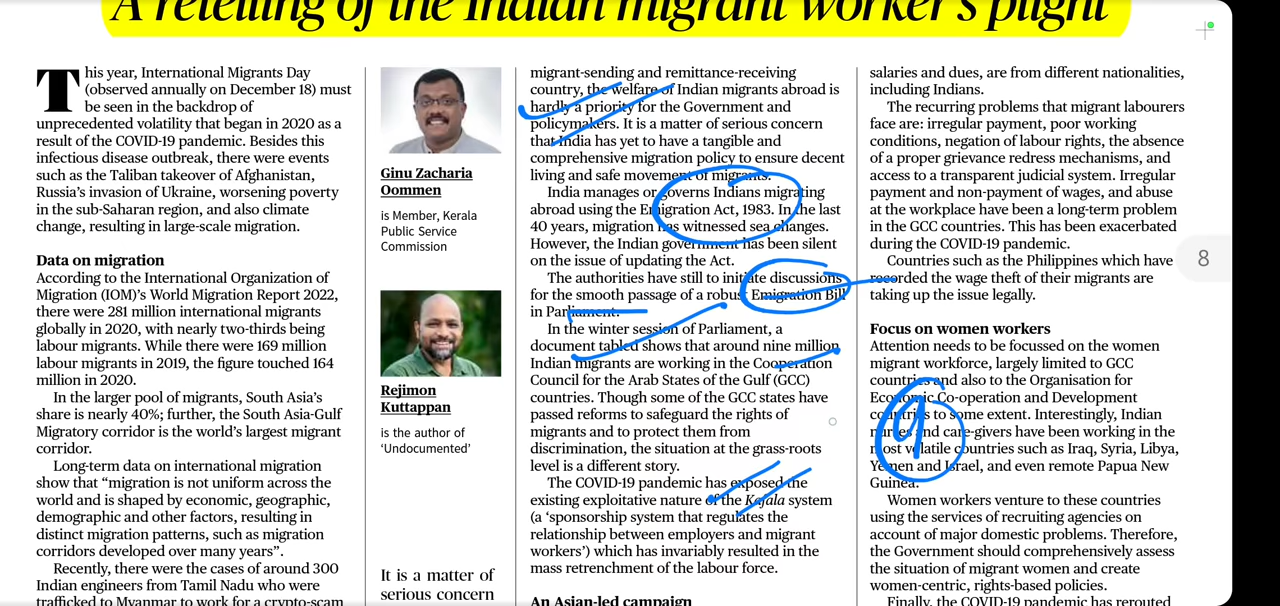 A retelling of the Indian migrant worker's plight
This year, International Migrants Day
(observed annually on December 18) must
be seen in the backdrop of
unprecedented volatility that began in 2020 as a
result of the COVID-19 pandemic. Besides this
infectious disease outbreak, there were events
such as the Taliban takeover of Afghanistan,
Russia's invasion of Ukraine, worsening poverty
in the sub-Saharan region, and also climate
change, resulting in large-scale migration.
Data on migration
According to the International Organization of
Migration (IOM)'s World Migration Report 2022,
there were 281 million international migrants
globally in 2020, with nearly two-thirds being
labour migrants. While there were 169 million
labour migrants in 2019, the figure touched 164
million in 2020.
In the larger pool of migrants, South Asia's
share is nearly 40%; further, the South Asia-Gulf
Migratory corridor is the world's largest migrant
corridor.
Long-term data on international migration
show that “migration is not uniform across the
world and is shaped by economic, geographic,
demographic and other factors, resulting in
distinct migration patterns, such as migration
corridors developed over many years”.
Recently, there were the cases of around 300
Indian engineers from Tamil Nadu who were
trafficked to Myanmar to work for a crypto-scam
Ginu Zacharia
Oommen
is Member, Kerala
Public Service
Commission
Rejimon
Kuttappan
is the author of
‘Undocumented’
It is a matter of
serious concern
migrant-sending and remittance-receiving
country, the welfare of Indian migrants abroad is
hardly a priority for the Government and
policymakers. It is a matter of serious concern
that India has yet to have a tangible and
comprehensive migration policy to ensure decent
living and safe movement of migrants.
India manages or governs Indians migrating
abroad using the Emigration Act, 1983. In the last
40 years, migration has witnessed sea changes.
However, the Indian government has been silent
on the issue of updating the Act.
The authorities have still to initiate discussions
for the smooth passage of a robust Emigration Bill
in Parliament.
In the winter session of Parliament, a
document tabled shows that around nine million
Indian migrants are working in the Cooperation
Council for the Arab States of the Gulf (GCC)
countries. Though some of the GCC states have
passed reforms to safeguard the rights of
migrants and to protect them from
discrimination, the situation at the grass-roots
level is a different story.
The COVID-19 pandemic has exposed the
existing exploitative nature of the Kafala system
(a ‘sponsorship system that regulates the
relationship between employers and migrant
workers’) which has invariably resulted in the
mass retrenchment of the labour force.
An Asian-led campaign
salaries and dues, are from different nationalities,
including Indians.
The recurring problems that migrant labourers
face are: irregular payment, poor working
conditions, negation of labour rights, the absence
of a proper grievance redress mechanisms, and
access to a transparent judicial system. Irregular
payment and non-payment of wages, and abuse
at the workplace have been a long-term problem
in the GCC countries. This has been exacerbated
during the COVID-19 pandemic.
Countries such as the Philippines which have
recorded the wage theft of their migrants are
taking up the issue legally.
Focus on women workers
Attention needs to be focussed on the women
migrant workforce, largely limited to GCC
countries and also to the Organisation for
Economic Co-operation and Development
countries to some extent. Interestingly, Indian
nurses and care-givers have been working in the
most volatile countries such as Iraq, Syria, Libya,
Yemen and Israel, and even remote Papua New
Guinea.
Women workers venture to these countries
using the services of recruiting agencies on
account of major domestic problems. Therefore,
the Government should comprehensively assess
the situation of migrant women and create
women-centric, rights-based policies.
Finally, the COVID-19 pandemic has rerouted
8